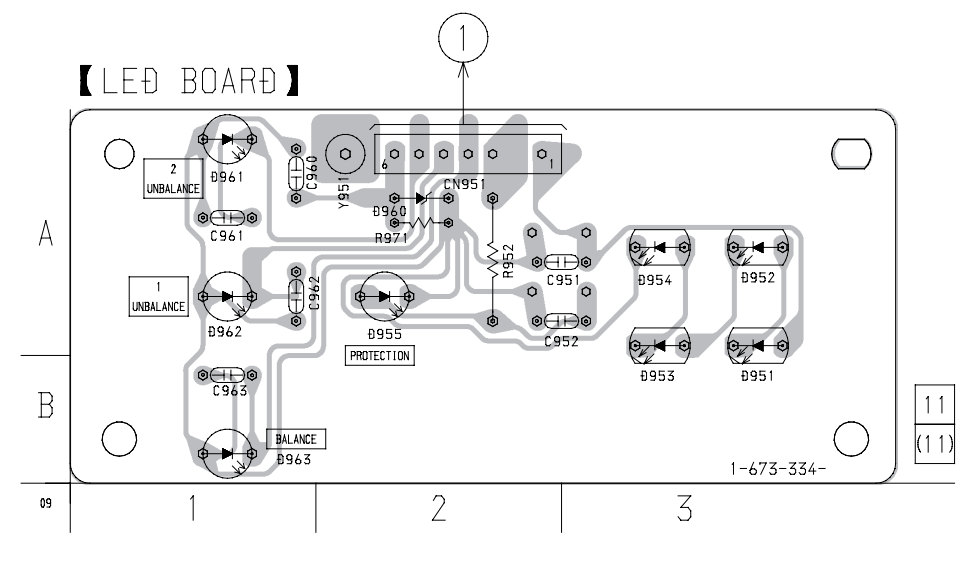 1
【LED BOARD】
D961
C960
Y951
6
1
CN951
2
UNBALANCE
D960
A
C961
R971
R952
D954
D952
C951
1
UNBALANCE
C962
D962
D955
C952
PROTECTION
D953
D951
C963
B
11
(11)
BALANCE
D963
1-673-334-
09
1
2
3